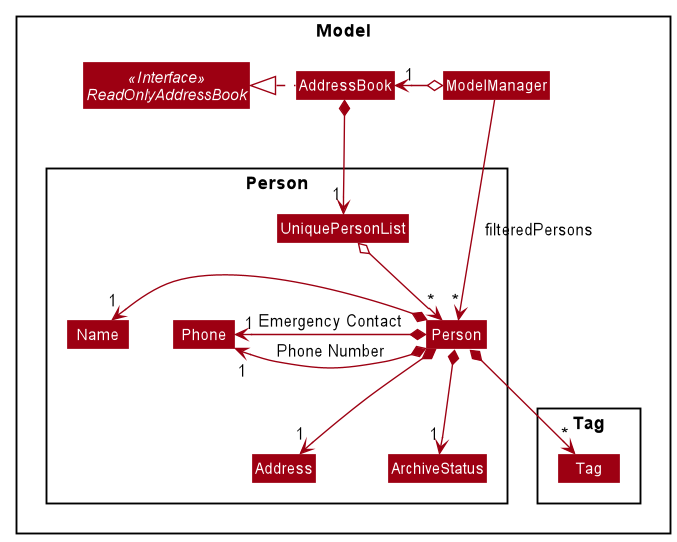 Model
«Interface»
ReadOnlyAddressBook
AddressBook
1
ModelManager
Person
1
UniquePersonList
filteredPersons
1
*
*
Name
Phone
1
Emergency Contact
Person
Phone Number
1
1
1
*
Tag
Address
ArchiveStatus
Tag